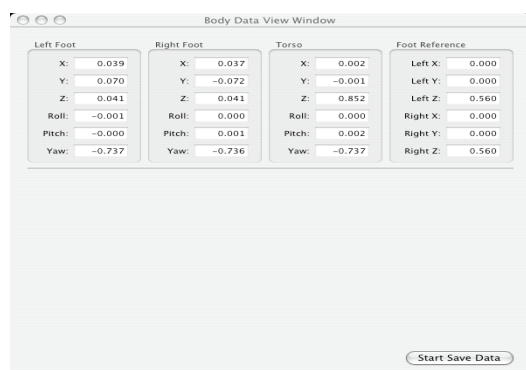 Body Data View Window
Left Foot Right Foot Torso Foot Reference
X: 0.039 X: 0.037 X: 0.002 Left X: 0.000
Y: 0.070 Y: −0.072 Y: −0.001 Left Y: 0.000
Z: 0.041 Z: 0.041 Z: 0.852 Left Z: 0.560
Roll: −0.001 Roll: 0.000 Roll: 0.000 Right X: 0.000
Pitch: −0.000 Pitch: 0.001 Pitch: 0.002 Right Y: 0.000
Yaw: −0.737 Yaw: −0.736 Yaw: −0.737 Right Z: 0.560
Start Save Data